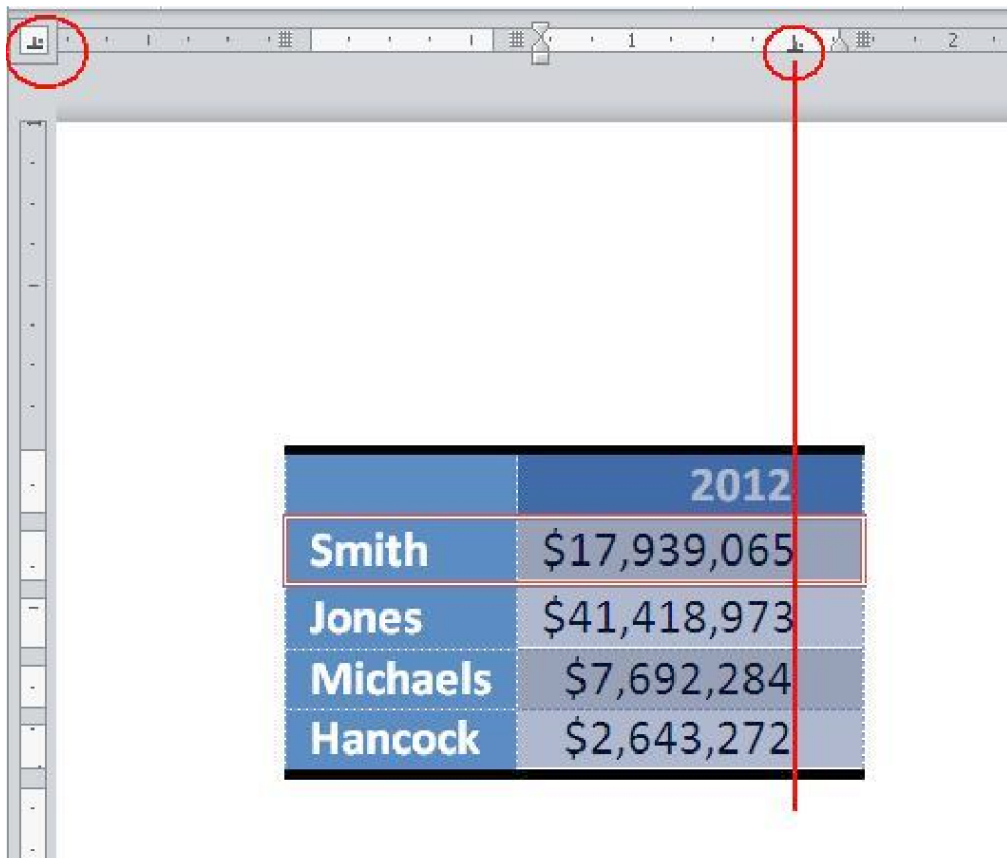 1 2
2012
Smith $17,939,065
Jones $41,418,973
Michaels $7,692,284
Hancock $2,643,272